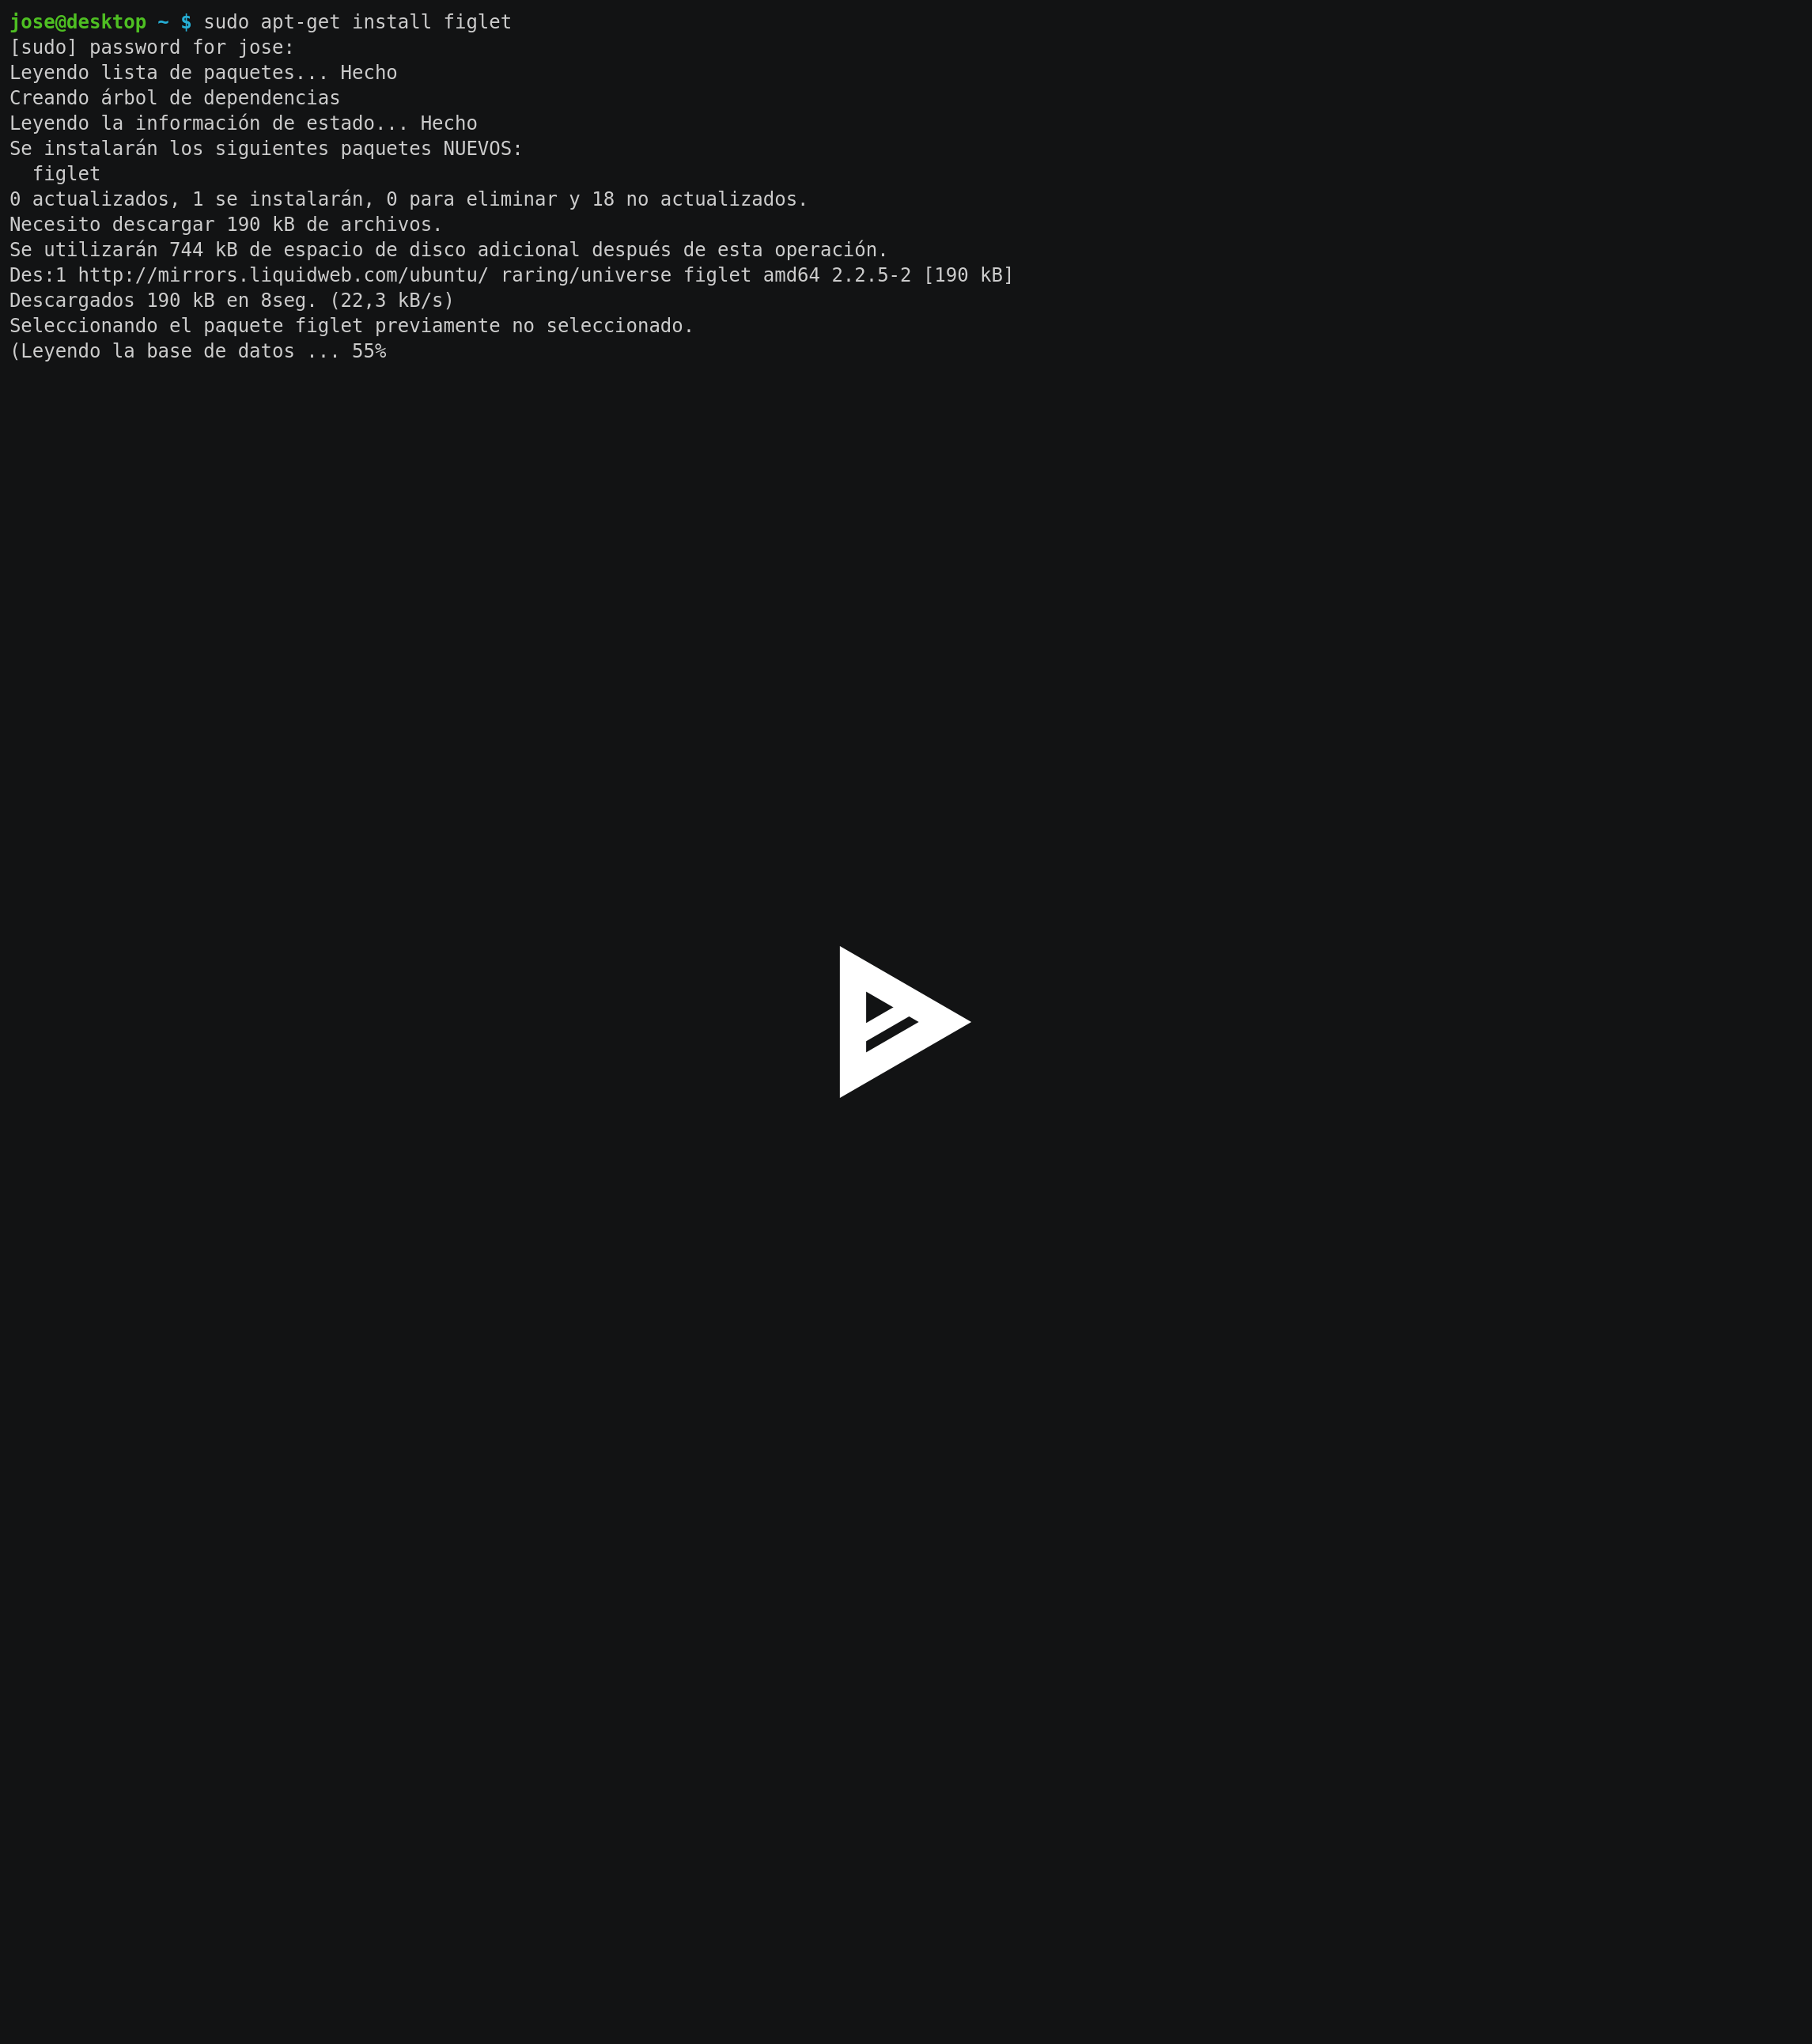 jose@desktop ~ $ sudo apt-get install figlet
[sudo] password for jose:
Leyendo lista de paquetes... Hecho
Creando árbol de dependencias
Leyendo la información de estado... Hecho
Se instalarán los siguientes paquetes NUEVOS:
  figlet
0 actualizados, 1 se instalarán, 0 para eliminar y 18 no actualizados.
Necesito descargar 190 kB de archivos.
Se utilizarán 744 kB de espacio de disco adicional después de esta operación.
Des:1 http://mirrors.liquidweb.com/ubuntu/ raring/universe figlet amd64 2.2.5-2 [190 kB]
Descargados 190 kB en 8seg. (22,3 kB/s)
Seleccionando el paquete figlet previamente no seleccionado.
(Leyendo la base de datos ... 55%